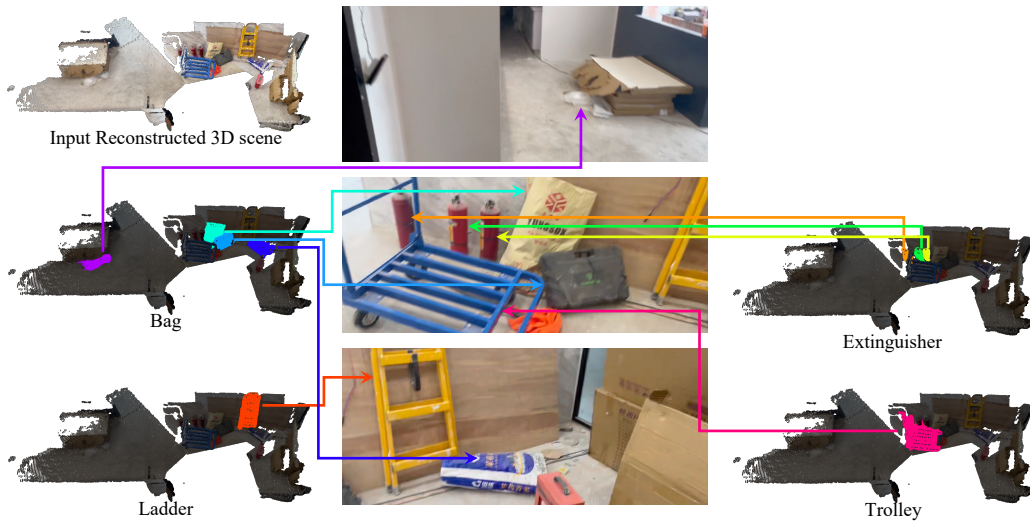 Input Reconstructed 3D scene
Bag
Extinguisher
Ladder
Trolley